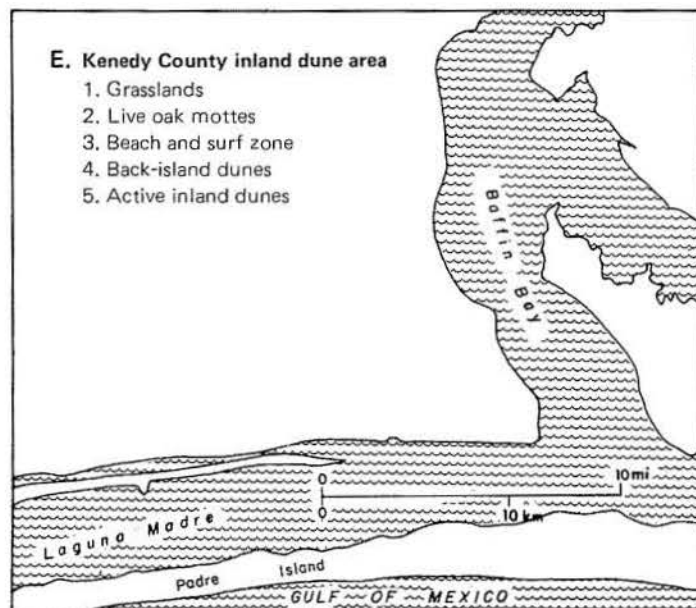 E. Kenedy County inland dune area
1. Grasslands
2. Live oak mottes
3. Beach and surf zone
4. Back-island dunes
5. Active inland dunes
Baffin Bay
0 10 mi
0 10 km
Laguna Madre
Padre Island
GULF OF MEXICO